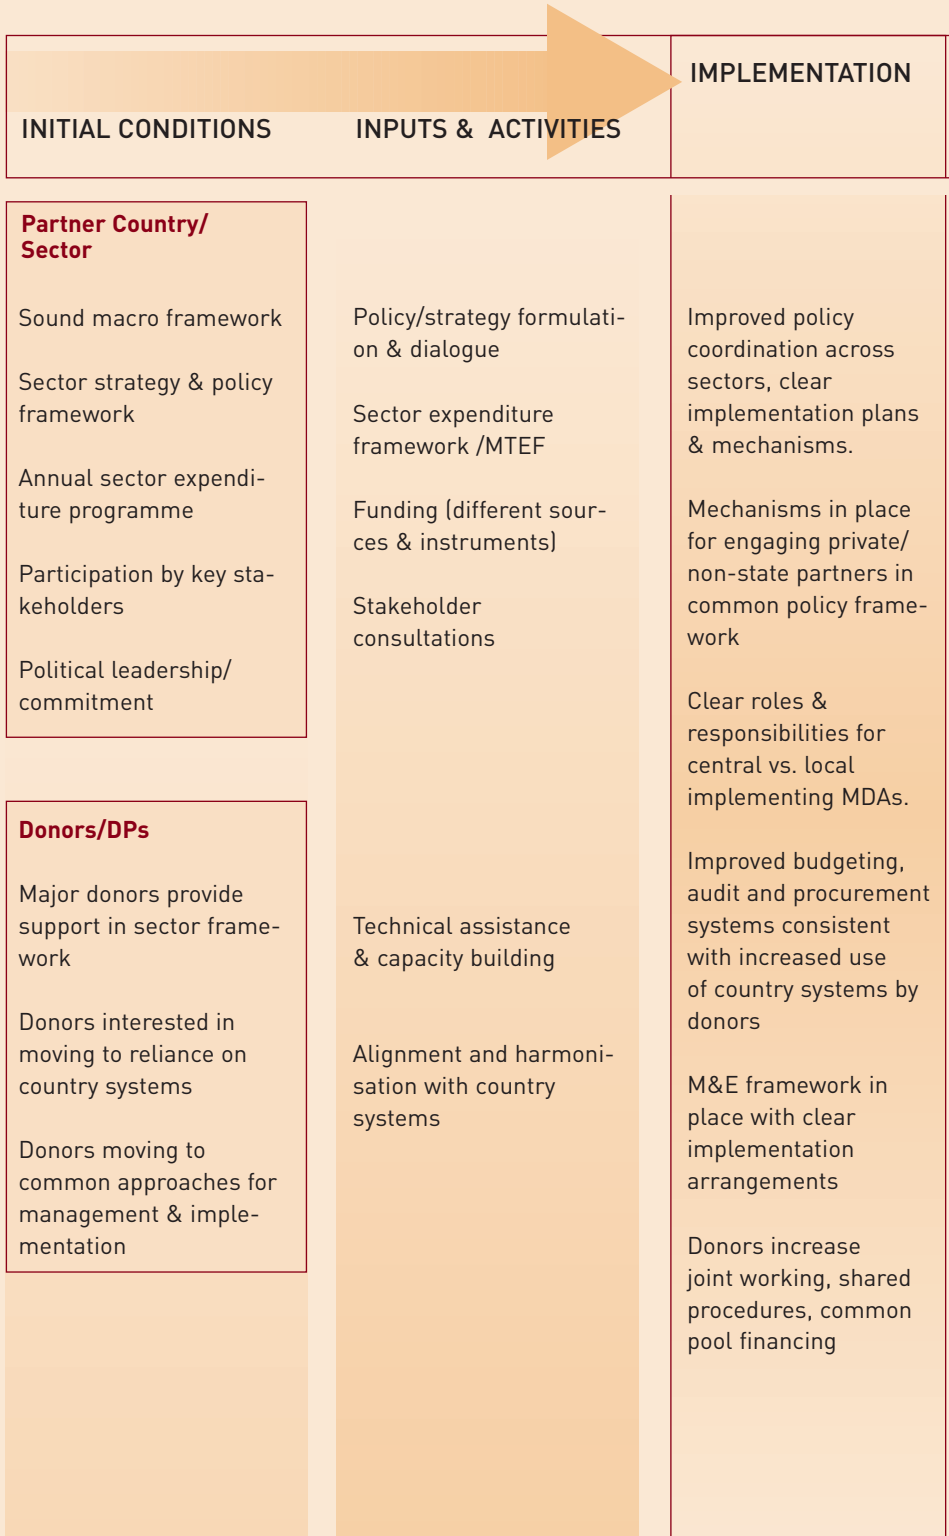 INITIAL CONDITIONS
INPUTS & ACTIVITIES
IMPLEMENTATION
Partner Country/
Sector
Sound macro framework
Sector strategy & policy
framework
Annual sector expendi-
ture programme
Participation by key sta-
keholders
Political leadership/
commitment
Donors/DPs
Major donors provide
support in sector frame-
work
Donors interested in
moving to reliance on
country systems
Donors moving to
common approaches for
management & imple-
mentation
Policy/strategy formulati-
on & dialogue
Sector expenditure
framework /MTEF
Funding (different sour-
ces & instruments)
Stakeholder
consultations
Technical assistance
& capacity building
Alignment and harmoni-
sation with country
systems
Improved policy
coordination across
sectors, clear
implementation plans
& mechanisms.
Mechanisms in place
for engaging private/
non-state partners in
common policy frame-
work
Clear roles &
responsibilities for
central vs. local
implementing MDAs.
Improved budgeting,
audit and procurement
systems consistent
with increased use
of country systems by
donors
M&E framework in
place with clear
implementation
arrangements
Donors increase
joint working, shared
procedures, common
pool financing